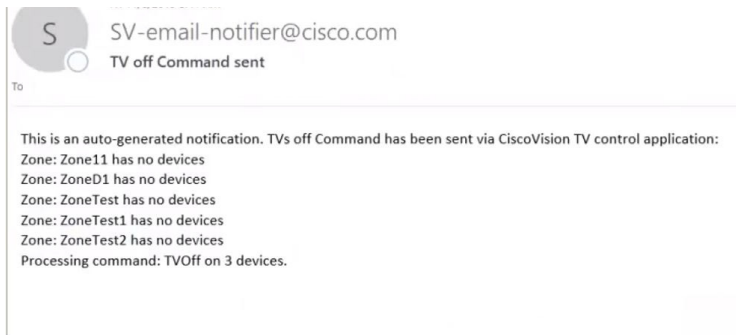 S
SV-email-notifier@cisco.com
TV off Command sent
To
This is an auto-generated notification. TVs off Command has been sent via CiscoVision TV control application:
Zone: Zone11 has no devices
Zone: ZoneD1 has no devices
Zone: ZoneTest has no devices
Zone: ZoneTest1 has no devices
Zone: ZoneTest2 has no devices
Processing command: TVOff on 3 devices.